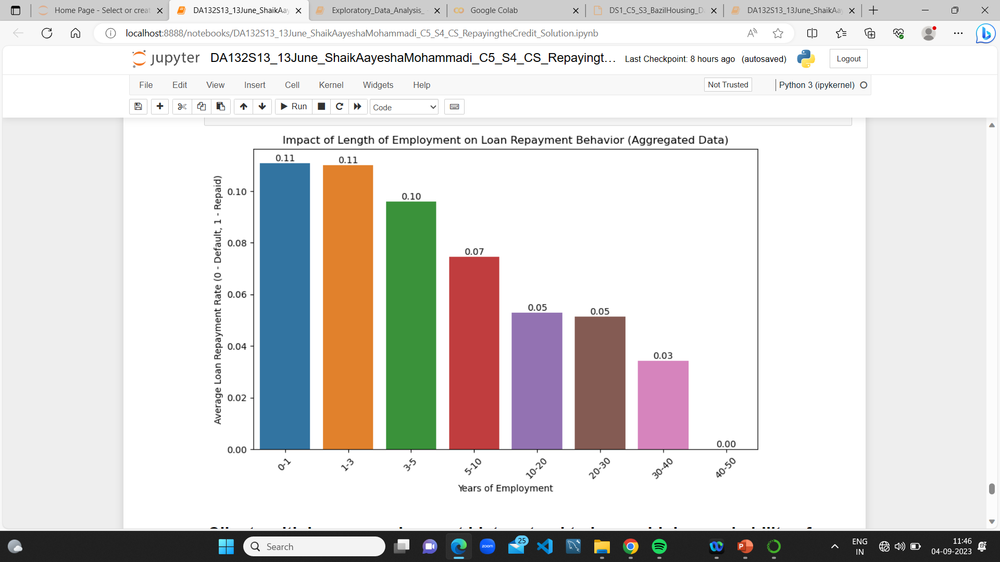 Home Page - Select or creat
DA132S13_13June_ShaikAay
Exploratory_Data_Analysis_
Google Colab
DS1_C5_S3_BazilHousing_D
DA132S13_13June_ShaikAay
localhost:8888/notebooks/DA132S13_13June_ShaikAayeshaMohammadi_C5_S4_CS_RepayingtheCredit_Solution.ipynb
jupyter DA132S13_13June_ShaikAayeshaMohammadi_C5_S4_CS_Repayingt... Last Checkpoint: 8 hours ago (autosaved) Logout
File Edit View Insert Cell Kernel Widgets Help Not Trusted Python 3 (ipykernel)
Run Code
Impact of Length of Employment on Loan Repayment Behavior (Aggregated Data)
Average Loan Repayment Rate (0 - Default, 1 - Repaid)
0.10
0.08
0.06
0.04
0.02
0.00
0.11
0.11
0.10
0.07
0.05
0.05
0.03
0.00
0-1
1-3
3-5
5-10
10-20
20-30
30-40
40-50
Years of Employment
Search
zoom
25
ENG
IN
11:46
04-09-2023